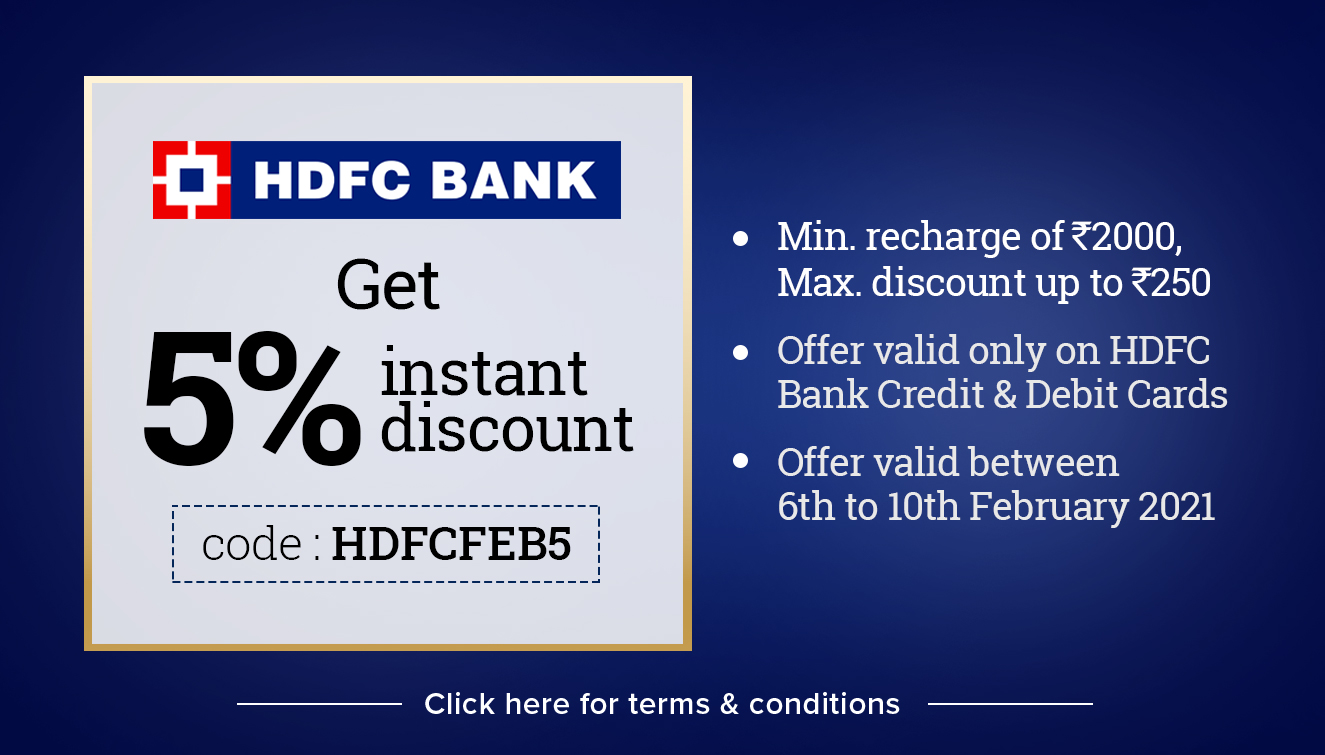 HDFC BANK
Get
5% instant
discount
code : HDFCFEB5
• Min. recharge of ₹2000,
Max. discount up to ₹250
• Offer valid only on HDFC
Bank Credit & Debit Cards
• Offer valid between
6th to 10th February 2021
Click here for terms & conditions